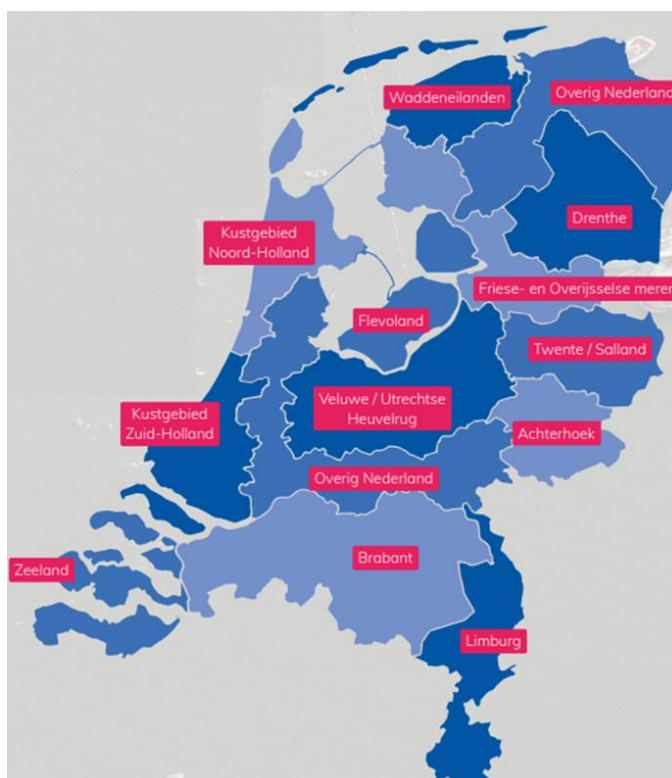 Waddeneilanden
Overig Nederland
Drenthe
Kustgebied
Noord-Holland
Friese- en Overijsselse meren
Flevoland
Twente / Salland
Veluwe / Utrechtse
Heuvelrug
Kustgebied
Zuid-Holland
Achterhoek
Overig Nederland
Brabant
Zeeland
Limburg